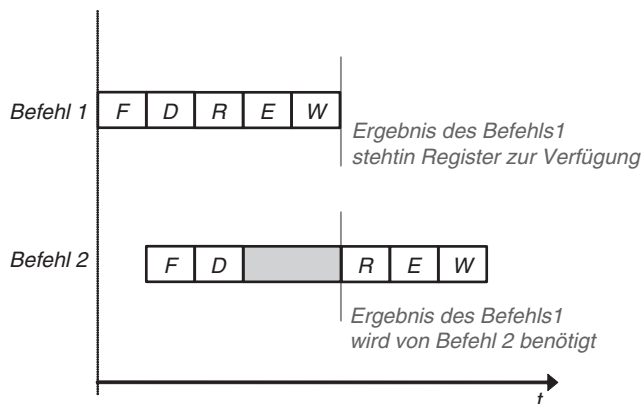 Befehl 1
F D R E W
Ergebnis des Befehls1
stehtin Register zur Verfügung
Befehl 2
F D R E W
Ergebnis des Befehls1
wird von Befehl 2 benötigt
t